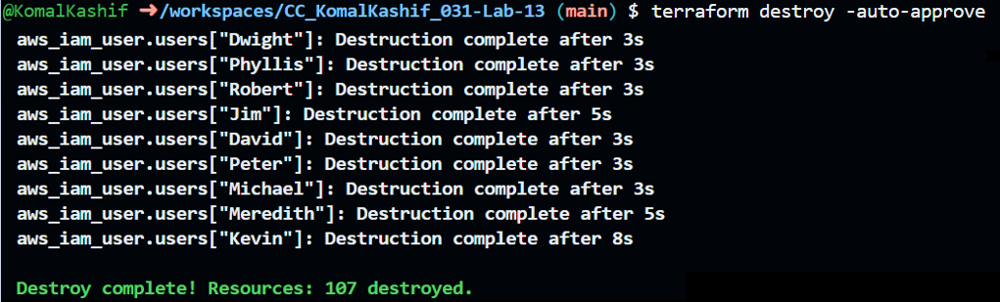 @KomalKashif ➜/workspaces/CC_KomalKashif_031-Lab-13 (main) $ terraform destroy -auto-approve
aws_iam_user.users["Dwight"]: Destruction complete after 3s
aws_iam_user.users["Phyllis"]: Destruction complete after 3s
aws_iam_user.users["Robert"]: Destruction complete after 3s
aws_iam_user.users["Jim"]: Destruction complete after 5s
aws_iam_user.users["David"]: Destruction complete after 3s
aws_iam_user.users["Peter"]: Destruction complete after 3s
aws_iam_user.users["Michael"]: Destruction complete after 3s
aws_iam_user.users["Meredith"]: Destruction complete after 5s
aws_iam_user.users["Kevin"]: Destruction complete after 8s
Destroy complete! Resources: 107 destroyed.